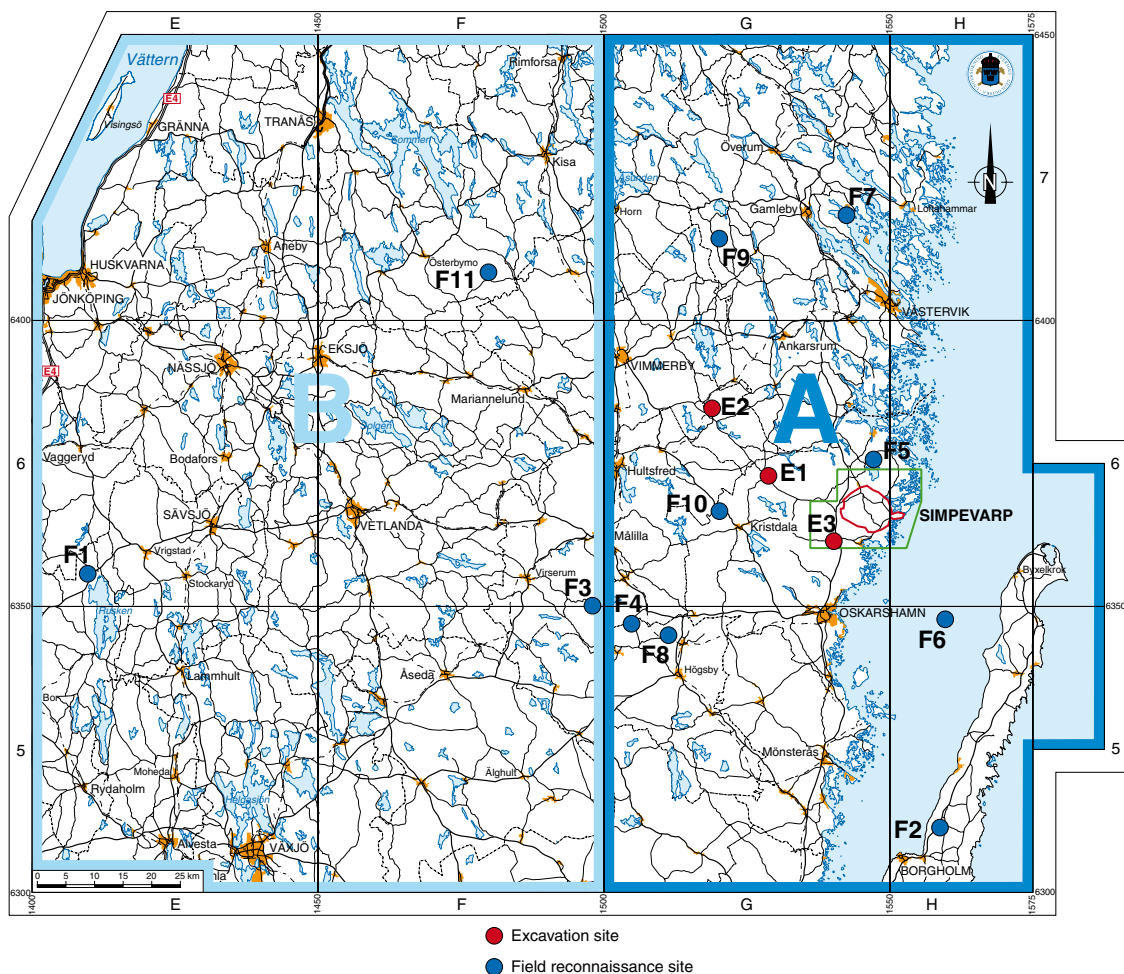 E
1450
F
1500
G
1550
H
1575
6450
Vättern
Rimforsa
E4
Visingsö
GRÄNNA
TRANÅS
Sommen
Överum
Kisa
7
Åsunden
Horn
Gamleby
F7
Loftahammar
N
F9
Aneby
Österbymo
HUSKVARNA
F11
JÖNKÖPING
6400
VÄSTERVIK
Ankarsrum
EKSJÖ
VIMMERBY
NÄSSJÖ
E4
Mariannelund
B
A
E2
Solgen
Vaggeryd
6
Bodafors
Hultsfred
F5
6
E1
F10
SÄVSJÖ
VETLANDA
Kristdala
SIMPEVARP
Målilla
E3
F1
Vrigstad
Stockaryd
Virserum
F3
Byxelkrok
Rusken
F4
OSKARSHAMN
6350
F6
F8
Lammhult
Åseda
Högsby
Bor
5
Mönsterås
5
Moheda
Älghult
Rydaholm
Helgasjön
F2
Alvesta
VÄXJÖ
BORGHOLM
0 5 10 15 20 25 km
6300
6300
1400
E
1450
F
1500
G
1550
H
1575
Excavation site
Field reconnaissance site